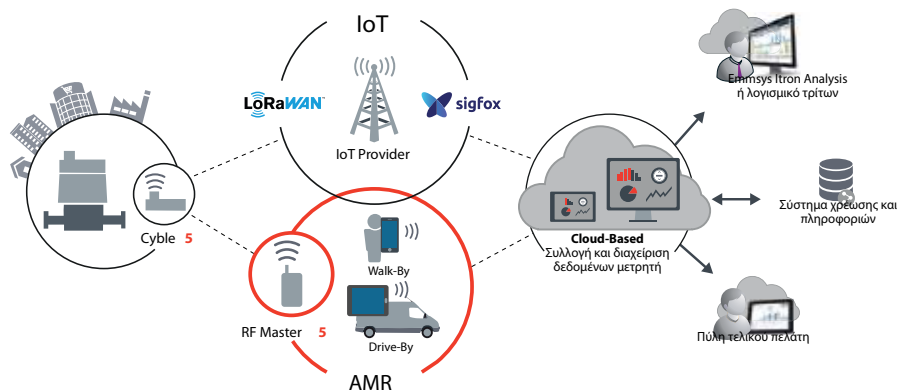 IoT
LoRaWAN™
sigfox
IoT Provider
Cyble 5
RF Master 5
Walk-By
Drive-By
AMR
Cloud-Based
Συλλογή και διαχείριση
δεδομένων μετρητή
Emmsys Itron Analysis
ή λογισμικό τρίτων
Σύστημα χρέωσης και
πληροφοριών
Πύλη τελικού πελάτη